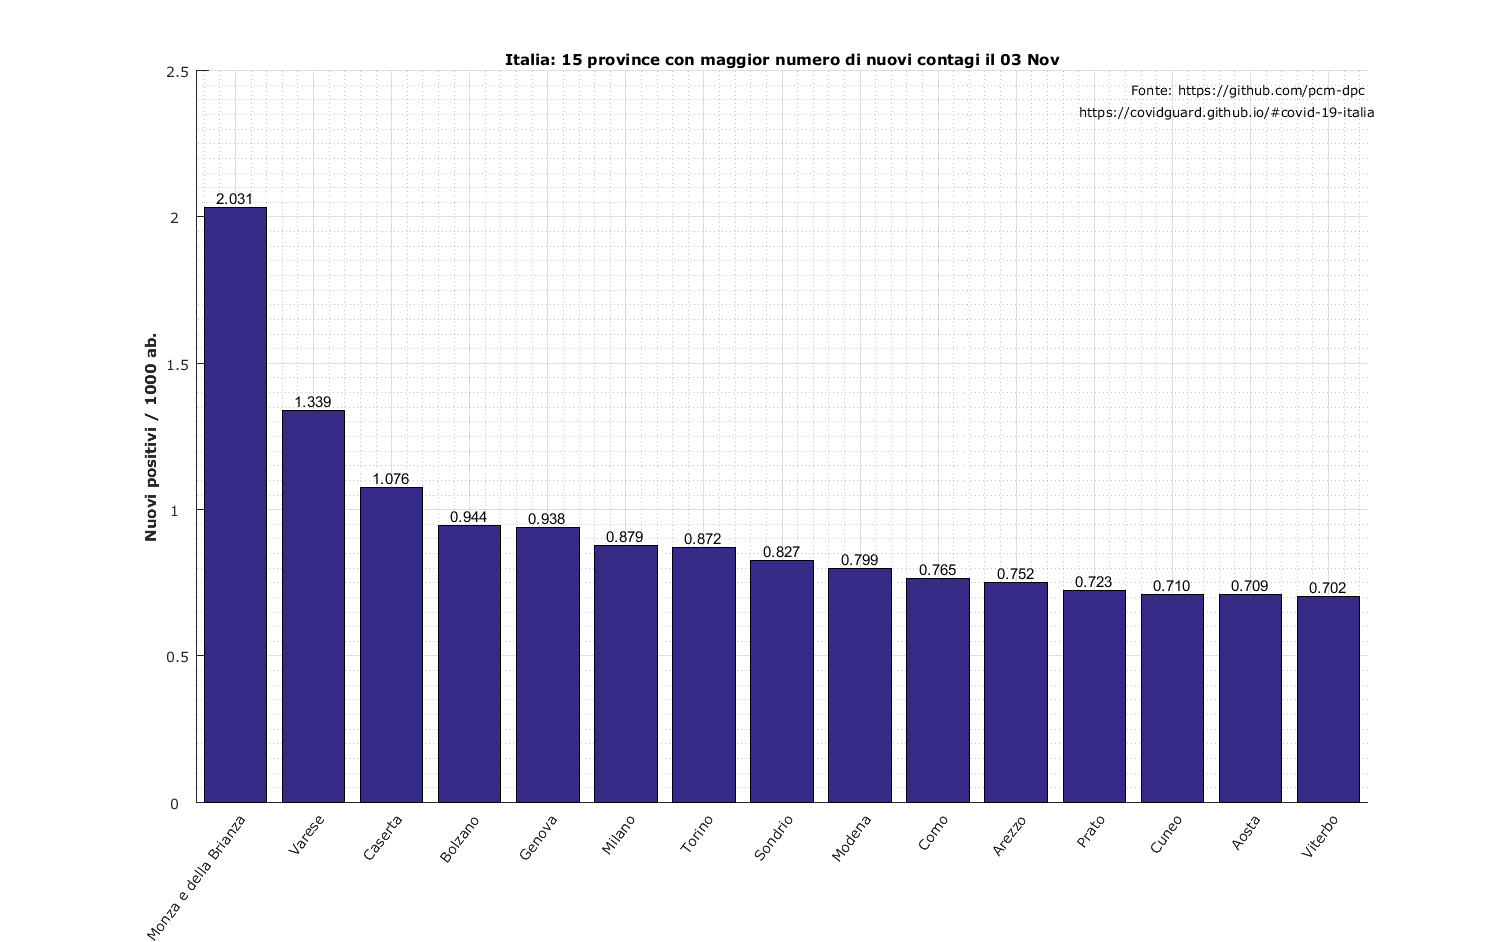 Italia: 15 province con maggior numero di nuovi contagi il 03 Nov
Fonte: https://github.com/pcm-dpc
https://covidguard.github.io/#covid-19-italia
Nuovi positivi / 1000 ab.
2.5
2
1.5
1
0.5
0
2.031
1.339
1.076
0.944
0.938
0.879
0.872
0.827
0.799
0.765
0.752
0.723
0.710
0.709
0.702
Monza e della Brianza
Varese
Caserta
Bolzano
Genova
Milano
Torino
Sondrio
Modena
Como
Arezzo
Prato
Cuneo
Aosta
Viterbo